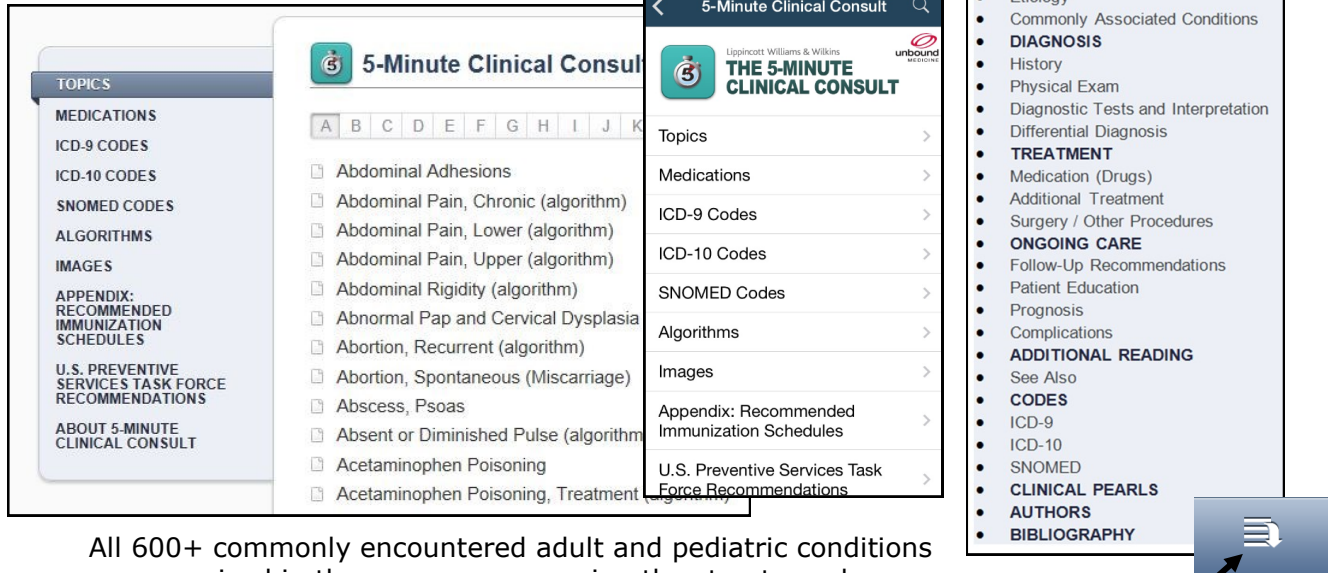 TOPICS
MEDICATIONS
ICD-9 CODES
ICD-10 CODES
SNOMED CODES
ALGORITHMS
IMAGES
APPENDIX:
RECOMMENDED
IMMUNIZATION
SCHEDULES
U.S. PREVENTIVE
SERVICES TASK FORCE
RECOMMENDATIONS
ABOUT 5-MINUTE
CLINICAL CONSULT
5 5-Minute Clinical Consul
A B C D E F G H I J K
Abdominal Adhesions
Abdominal Pain, Chronic (algorithm)
Abdominal Pain, Lower (algorithm)
Abdominal Pain, Upper (algorithm)
Abdominal Rigidity (algorithm)
Abnormal Pap and Cervical Dysplasia
Abortion, Recurrent (algorithm)
Abortion, Spontaneous (Miscarriage)
Abscess, Psoas
Absent or Diminished Pulse (algorithm
Acetaminophen Poisoning
Acetaminophen Poisoning, Treatment (algorithm)
5-Minute Clinical Consult
Lippincott Williams & Wilkins
unbound
MEDICINE
5 THE 5-MINUTE
CLINICAL CONSULT
Topics
Medications
ICD-9 Codes
ICD-10 Codes
SNOMED Codes
Algorithms
Images
Appendix: Recommended
Immunization Schedules
U.S. Preventive Services Task
Force Recommendations
• Etiology
• Commonly Associated Conditions
• DIAGNOSIS
• History
• Physical Exam
• Diagnostic Tests and Interpretation
• Differential Diagnosis
• TREATMENT
• Medication (Drugs)
• Additional Treatment
• Surgery / Other Procedures
• ONGOING CARE
• Follow-Up Recommendations
• Patient Education
• Prognosis
• Complications
• ADDITIONAL READING
• See Also
• CODES
• ICD-9
• ICD-10
• SNOMED
• CLINICAL PEARLS
• AUTHORS
• BIBLIOGRAPHY
All 600+ commonly encountered adult and pediatric conditions